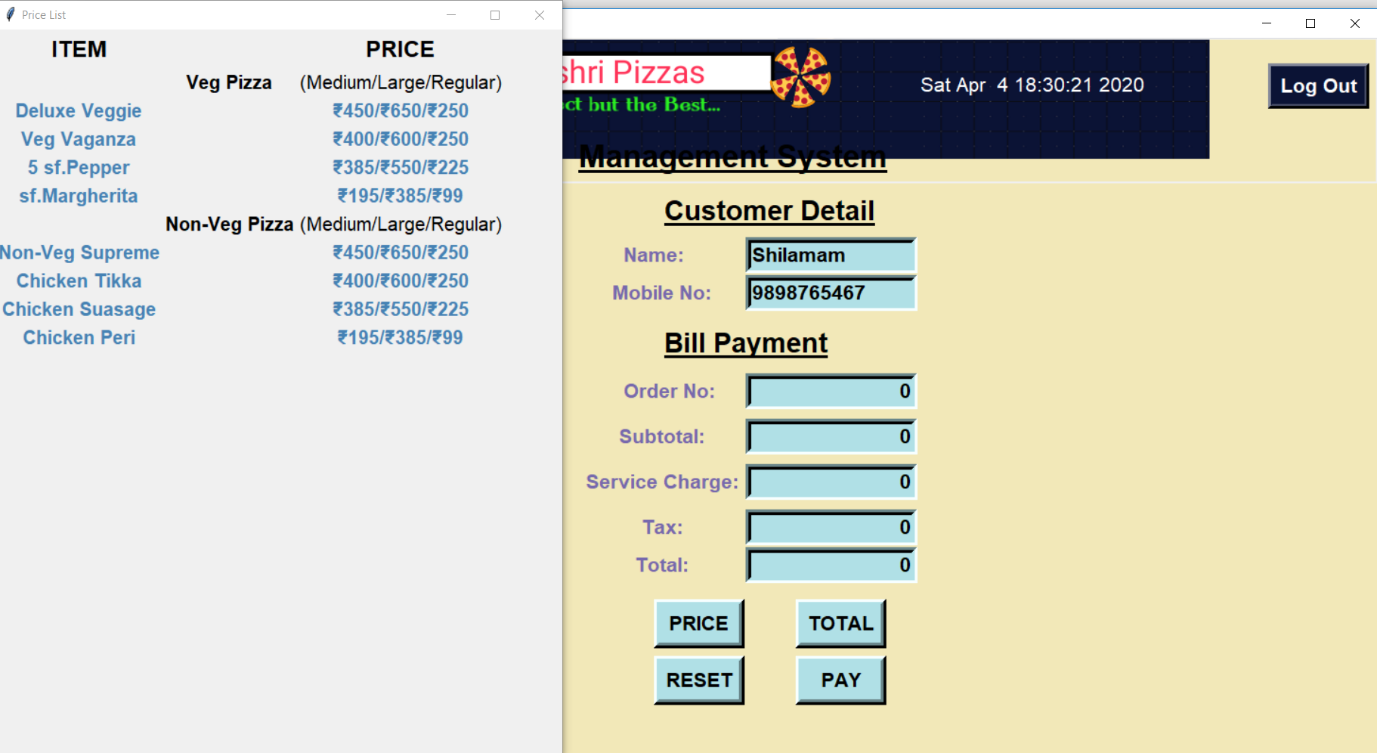 Price List
ITEM PRICE
Veg Pizza (Medium/Large/Regular)
Deluxe Veggie ₹450/₹650/₹250
Veg Vaganza ₹400/₹600/₹250
5 sf.Pepper ₹385/₹550/₹225
sf.Margherita ₹195/₹385/₹99
Non-Veg Pizza (Medium/Large/Regular)
Non-Veg Supreme ₹450/₹650/₹250
Chicken Tikka ₹400/₹600/₹250
Chicken Suasage ₹385/₹550/₹225
Chicken Peri ₹195/₹385/₹99
shri Pizzas
ct but the Best...
Sat Apr 4 18:30:21 2020
Log Out
Management System
Customer Detail
Name: Shilamam
Mobile No: 9898765467
Bill Payment
Order No: 0
Subtotal: 0
Service Charge: 0
Tax: 0
Total: 0
PRICE TOTAL
RESET PAY